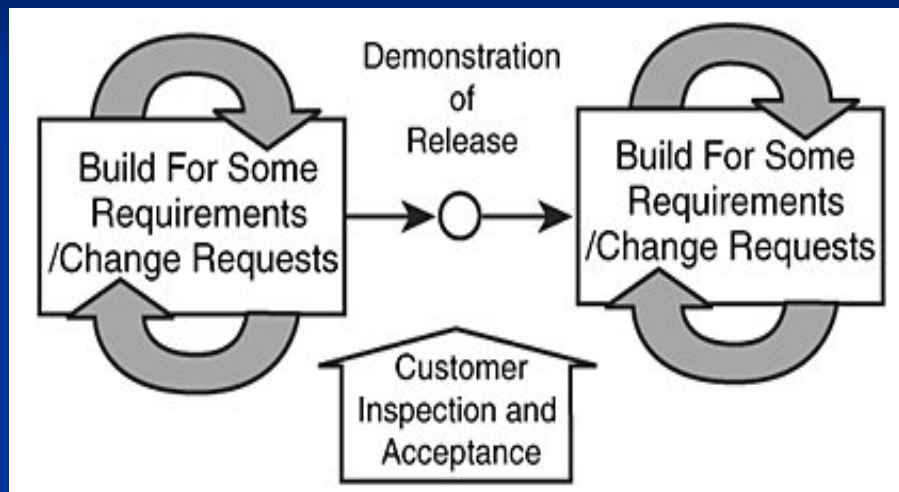 Build For Some
Requirements
/Change Requests
Demonstration
of
Release
Build For Some
Requirements
/Change Requests
Customer
Inspection and
Acceptance